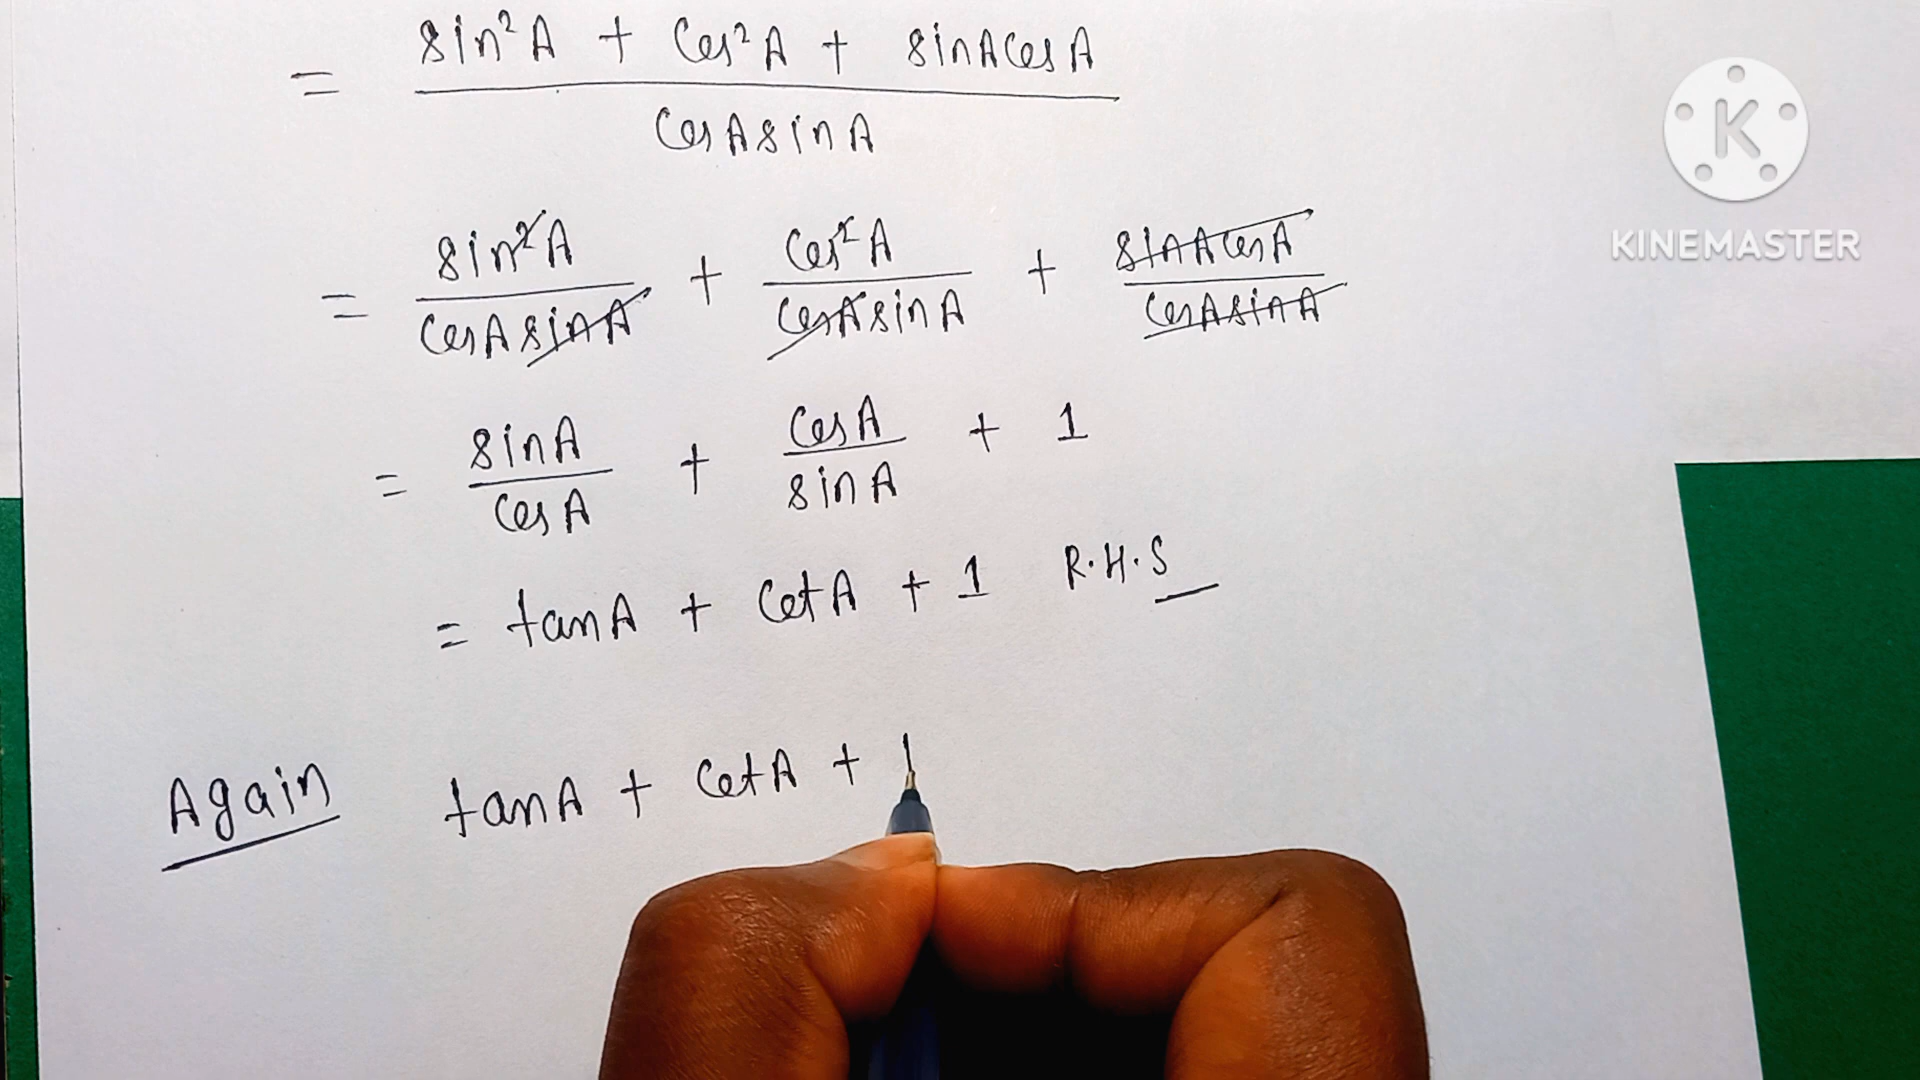 = sin²A + cos²A + sinAcosA / cosAsinA
= sin²A / cosAsinA + cos²A / cosAsinA + sinAcosA / cosAsinA
= sinA / cosA + cosA / sinA + 1
= tanA + cotA + 1 R.H.S
Again tanA + cotA + 1
K
KINEMASTER